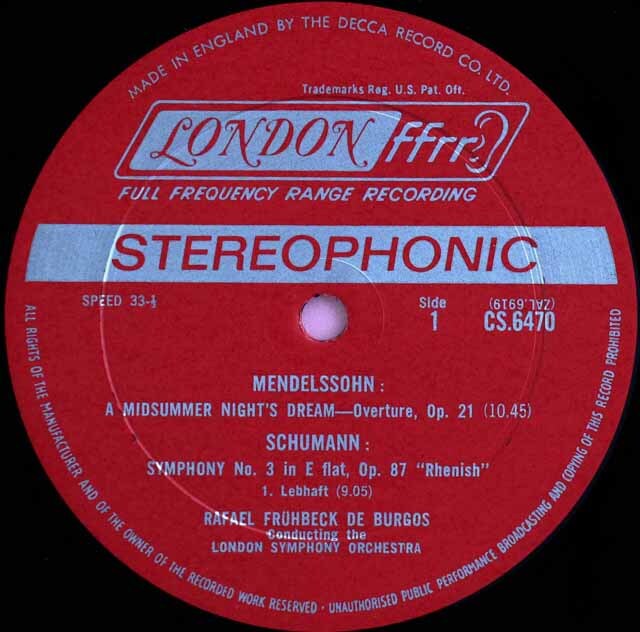 MADE IN ENGLAND BY THE DECCA RECORD CO. LTD.
Trademarks Reg. U.S. Pat. Off.
LONDON ffrr
FULL FREQUENCY RANGE RECORDING
STEREOPHONIC
SPEED 33-⅓
Side 1
(ZAL.6919)
CS.6470
MENDELSSOHN :
A MIDSUMMER NIGHT'S DREAM—Overture, Op. 21 (10.45)
SCHUMANN :
SYMPHONY No. 3 in E flat, Op. 87 "Rhenish"
1. Lebhaft (9.05)
RAFAEL FRÜHBECK DE BURGOS
Conducting the
LONDON SYMPHONY ORCHESTRA
ALL RIGHTS OF THE MANUFACTURER AND OF THE OWNER OF THE RECORDED WORK RESERVED · UNAUTHORISED PUBLIC PERFORMANCE BROADCASTING AND COPYING OF THIS RECORD PROHIBITED